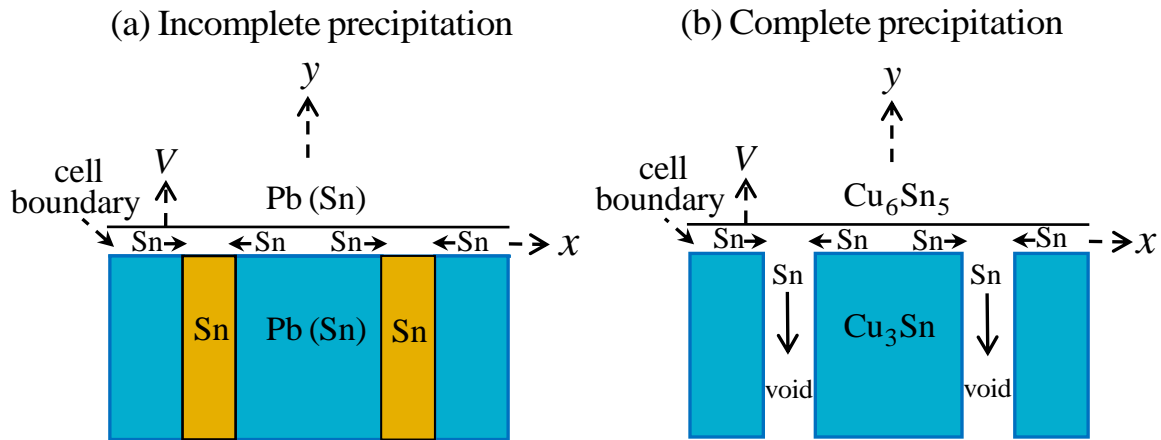 (a) Incomplete precipitation
y
V
cell
boundary
Pb (Sn)
Sn Sn Sn Sn
x
Sn Pb (Sn) Sn
(b) Complete precipitation
y
V
cell
boundary
Cu6Sn5
Sn Sn Sn Sn
x
Sn Sn
Cu3Sn
void void